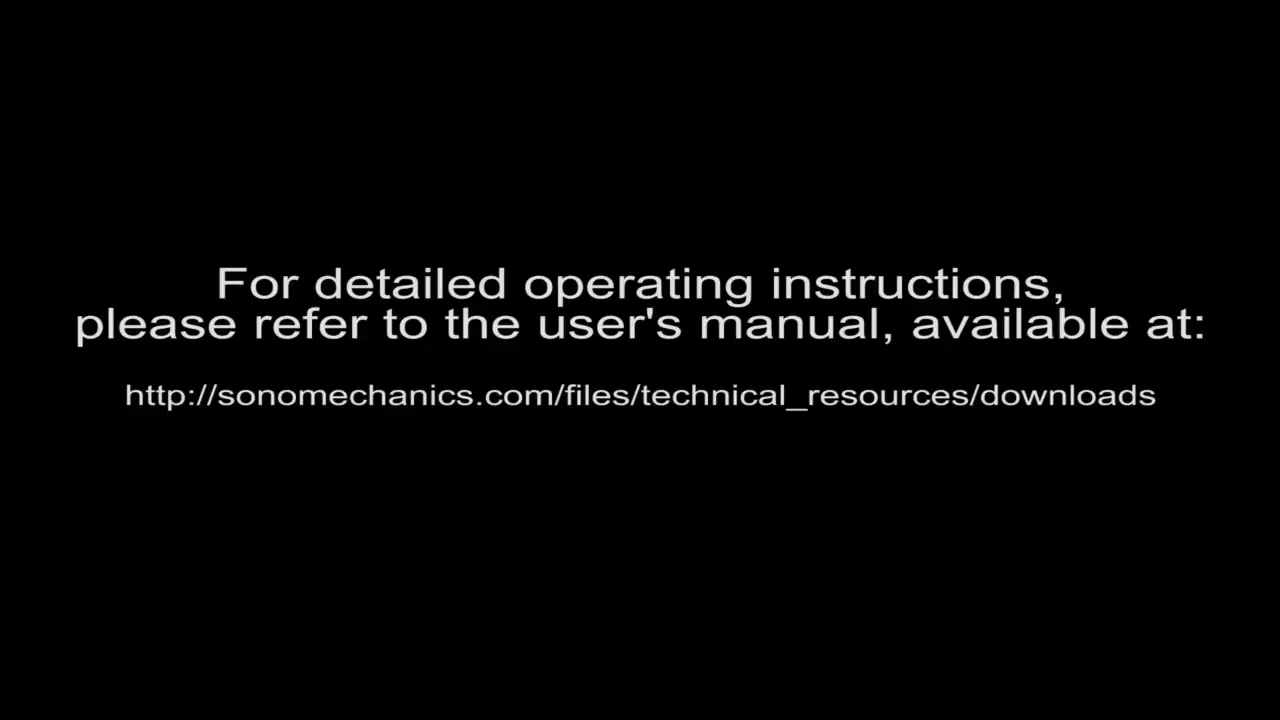 For detailed operating instructions,
please refer to the user's manual, available at:
http://sonomechanics.com/files/technical_resources/downloads